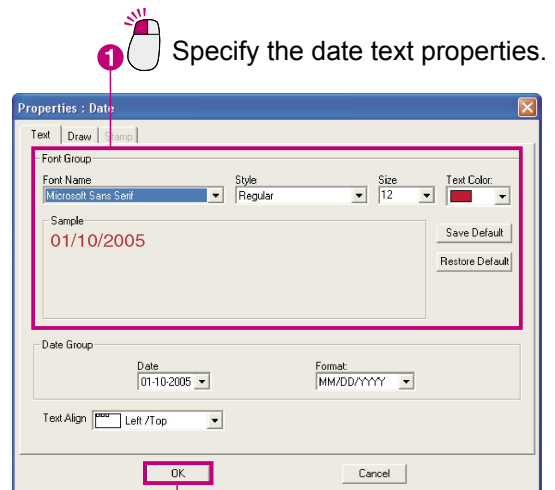 1 Specify the date text properties.
Properties : Date
Text Draw Stamp
Font Group
Font Name Style Size Text Color:
Microsoft Sans Serif Regular 12
Sample
01/10/2005
Save Default
Restore Default
Date Group
Date Format:
01-10-2005 MM/DD/YYYY
Text Align Left /Top
OK Cancel